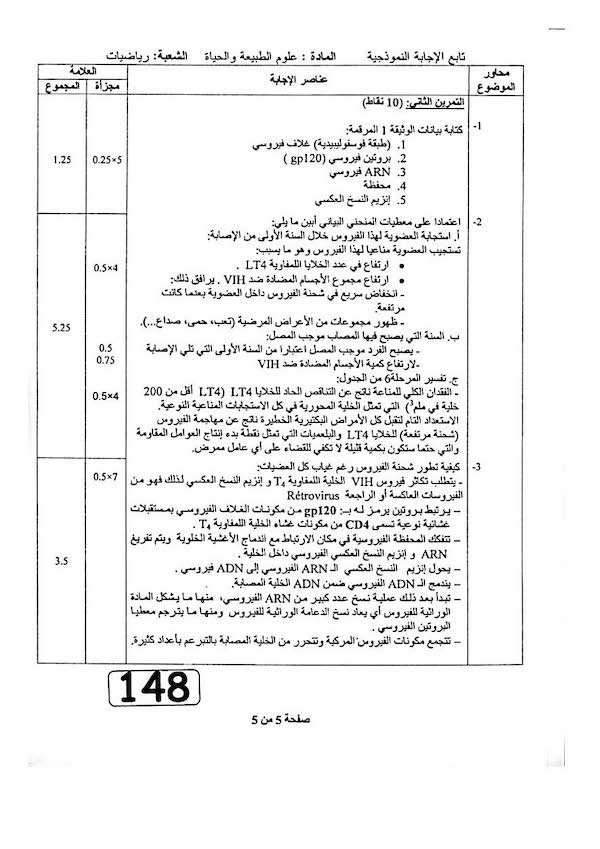 تابع الإجابة النموذجية المادة : علوم الطبيعة والحياة الشعبة: رياضيات
محاور الموضوع
عناصر الإجابة
العلامة
مجزأة
المجموع
التمرين الثاني: (10 نقاط)
1-
كتابة بيانات الوثيقة 1 المرقمة:
1. (طبقة فوسفوليبيدية) غلاف فيروسي
2. بروتين فيروسي (gp120 )
3. ARN فيروسي
4. محفظة
5. إنزيم النسخ العكسي
0.25×5
1.25
2-
اعتمادا على معطيات المنحنى البياني أبين ما يلي:
أ. استجابة العضوية لهذا الفيروس خلال السنة الأولى من الإصابة:
تستجيب العضوية مناعيا لهذا الفيروس وهو ما يسبب:
• ارتفاع في عدد الخلايا اللمفاوية LT4 .
• ارتفاع مجموع الأجسام المضادة ضد VIH . يرافق ذلك:
- انخفاض سريع في شحنة الفيروس داخل العضوية بعدما كانت
مرتفعة.
- ظهور مجموعات من الأعراض المرضية (تعب، حمى، صداع...).
ب. السنة التي يصبح فيها المصاب موجب المصل:
- يصبح الفرد موجب المصل اعتبارا من السنة الأولى التي تلي الإصابة
-لارتفاع كمية الأجسام المضادة ضد VIH
ج. تفسير المرحلة6 من الجدول:
- الفقدان الكلي للمناعة ناتج عن التناقص الحاد للخلايا LT4 (LT4 أقل من 200
خلية في ملم³) التي تمثل الخلية المحورية في كل الاستجابات المناعية النوعية.
الاستعداد التام لتقبل كل الأمراض البكتيرية الخطيرة ناتج عن مهاجمة الفيروس
(شحنة مرتفعة) للخلايا LT4 والبلعميات التي تمثل نقطة بدء إنتاج العوامل المقاومة
والتي حتما ستكون بكمية قليلة لا تكفي للقضاء على أي عامل ممرض.
0.5×4
0.5
0.75
0.5×4
5.25
3-
كيفية تطور شحنة الفيروس رغم غياب كل العضيات:
- يتطلب تكاثر فيروس VIH الخلية اللمفاوية T₄ و إنزيم النسخ العكسي لذلك فهو من
الفيروسات العاكسة أو الراجعة Rétrovirus
– يرتبط بروتين يرمز له بـ: gp120 من مكونات الغلاف الفيروسي بمستقبلات
غشائية نوعية تسمى CD4 من مكونات غشاء الخلية اللمفاوية T₄ .
– تتفكك المحفظة الفيروسية في مكان الارتباط مع اندماج الأغشية الخلوية ويتم تفريغ
ARN و إنزيم النسخ العكسي الفيروسي داخل الخلية .
– يحول إنزيم النسخ العكسي الـ ARN الفيروسي إلى ADN فيروسي .
– يندمج الـ ADN الفيروسي ضمن ADN الخلية المصابة.
– تبدأ بعد ذلك عملية نسخ عدد كبير من ARN الفيروسي، منها ما يشكل المادة
الوراثية للفيروس أي يعاد نسخ الدعامة الوراثية للفيروس ومنها ما يترجم معطيا
البروتين الفيروسي .
– تتجمع مكونات الفيروس المركبة وتتحرر من الخلية المصابة بالتبرعم بأعداد كثيرة.
0.5×7
3.5
148
صفحة 5 من 5